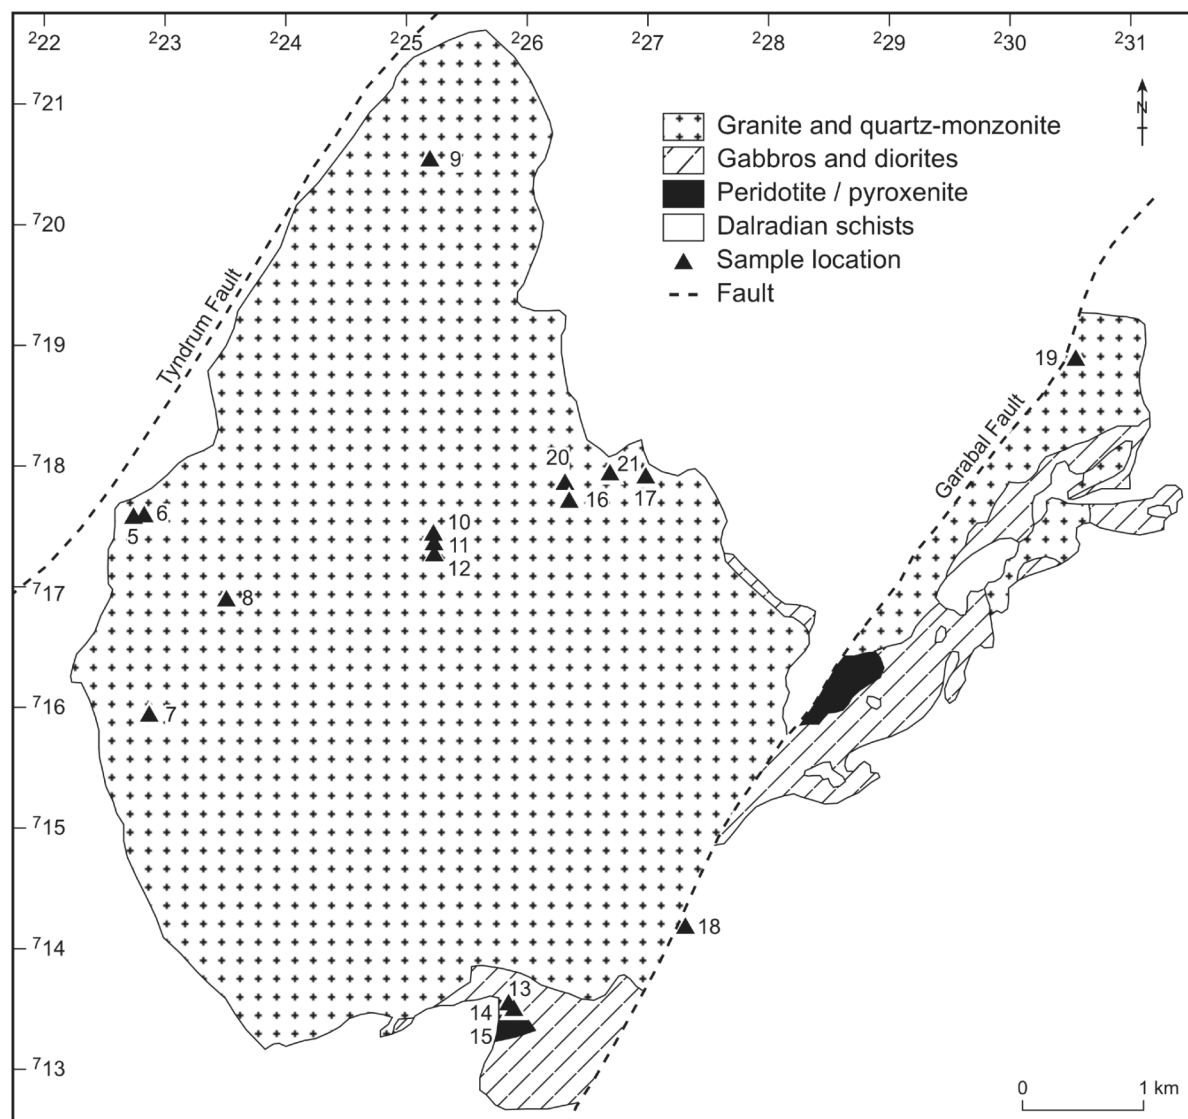 ²22 ²23 ²24 ²25 ²26 ²27 ²28 ²29 ²30 ²31
⁷21
N
Granite and quartz-monzonite
Gabbros and diorites
Peridotite / pyroxenite
Dalradian schists
Sample location
Fault
9
⁷20
Tyndrum Fault
⁷19
19
Garabal Fault
⁷18
20
21
16
17
5
6
10
11
12
⁷17
8
⁷16
7
⁷15
18
⁷14
13
14
15
⁷13
0 1 km